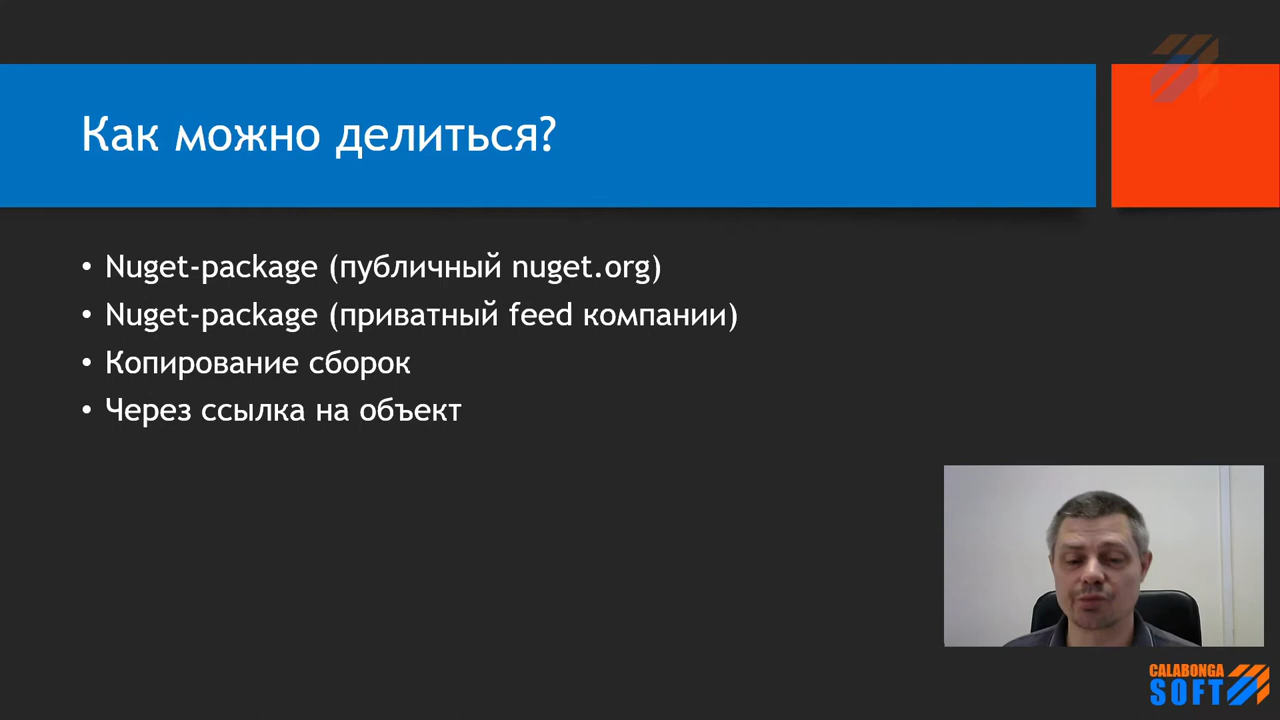 Как можно делиться?
• Nuget-package (публичный nuget.org)
• Nuget-package (приватный feed компании)
• Копирование сборок
• Через ссылка на объект
CALABONGA
SOFT